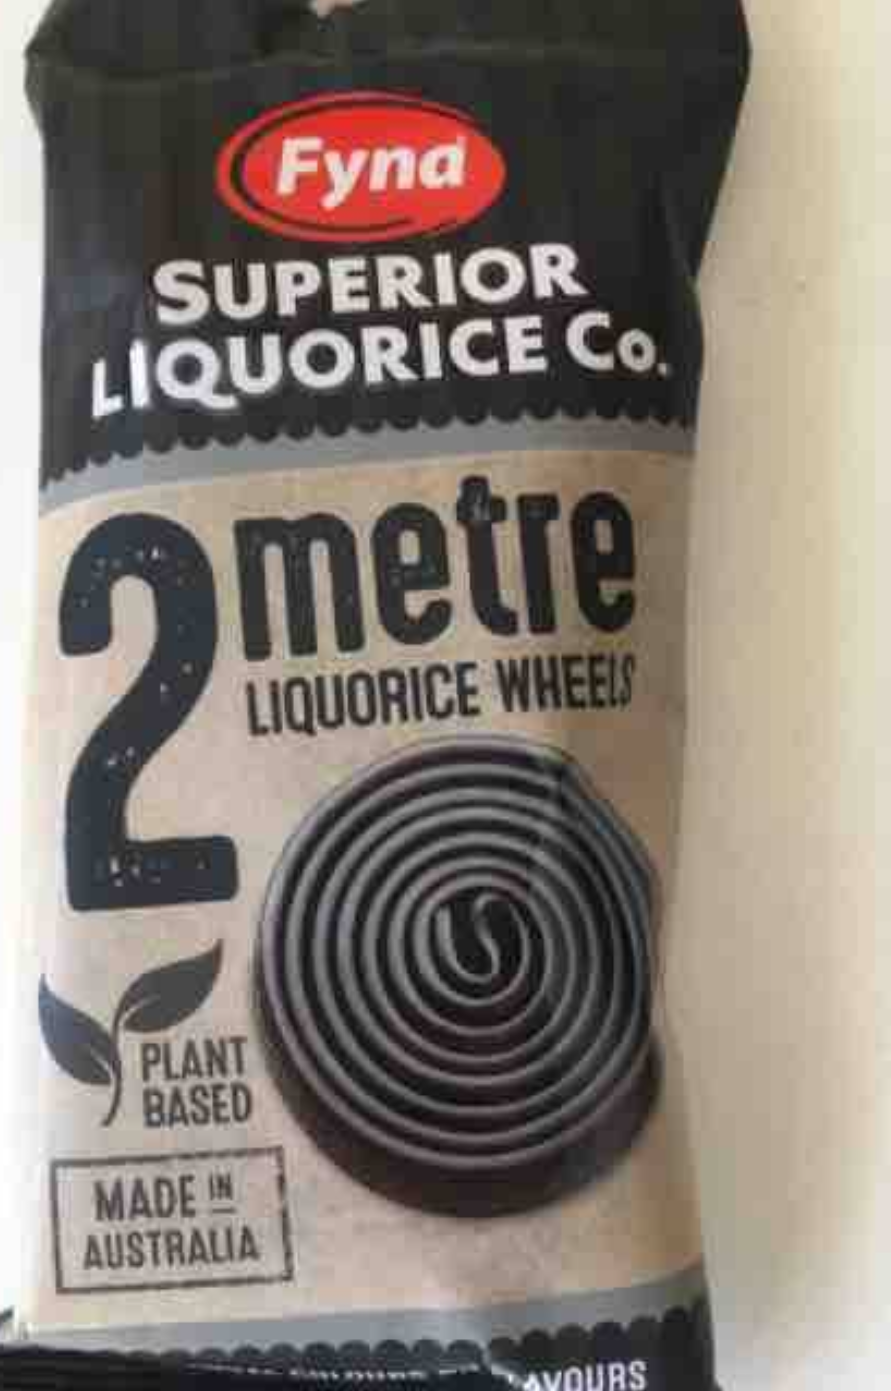 Fyna
SUPERIOR
LIQUORICE Co.
2 metre
LIQUORICE WHEELS
PLANT
BASED
MADE IN
AUSTRALIA